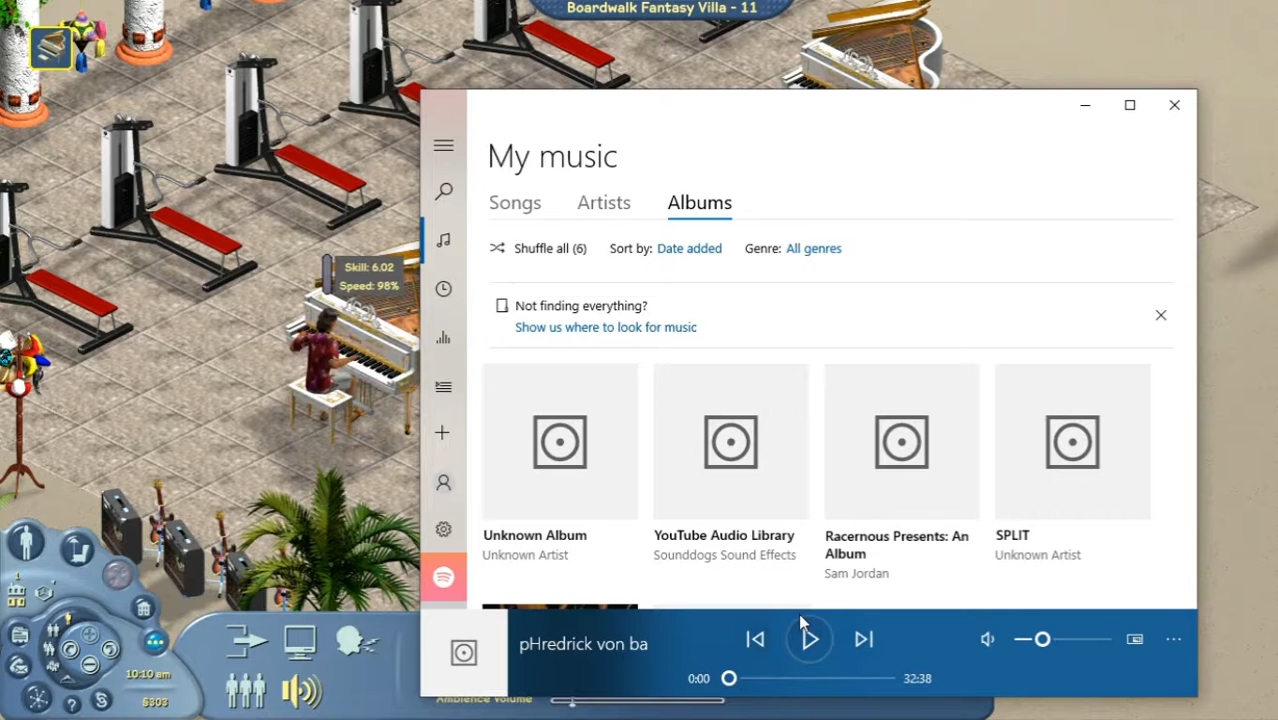 Boardwalk Fantasy Villa - 11
My music
Songs Artists Albums
Shuffle all (6) Sort by: Date added Genre: All genres
Skill: 6.02
Speed: 98%
Not finding everything?
Show us where to look for music
Unknown Album
Unknown Artist
YouTube Audio Library
Sounddogs Sound Effects
Racernous Presents: An
Album
Sam Jordan
SPLIT
Unknown Artist
pHredrick von ba
0:00 32:38
10:10 am
§303
Ambience Volume